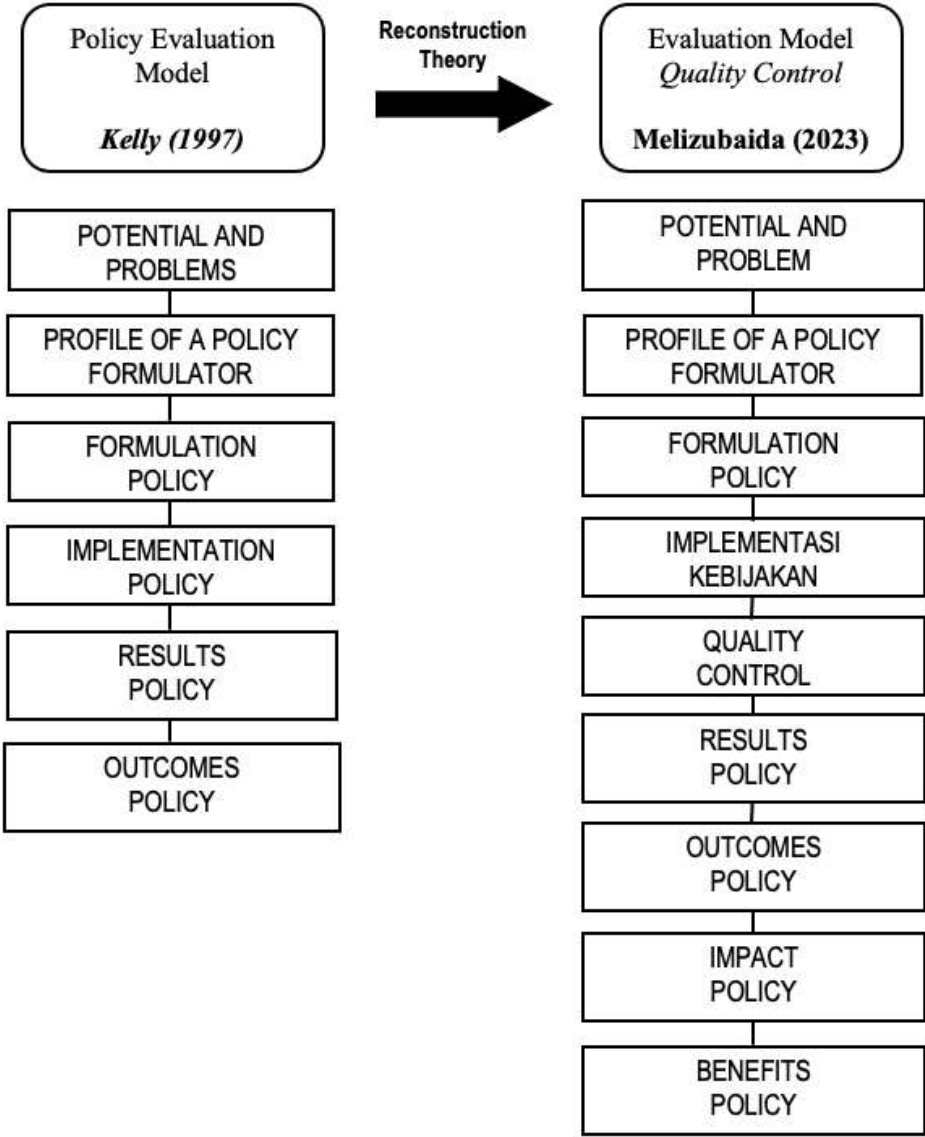 Policy Evaluation
Model
Kelly (1997)
Reconstruction
Theory
Evaluation Model
Quality Control
Melizubaida (2023)
POTENTIAL AND
PROBLEMS
PROFILE OF A POLICY
FORMULATOR
FORMULATION
POLICY
IMPLEMENTATION
POLICY
RESULTS
POLICY
OUTCOMES
POLICY
POTENTIAL AND
PROBLEM
PROFILE OF A POLICY
FORMULATOR
FORMULATION
POLICY
IMPLEMENTASI
KEBIJAKAN
QUALITY
CONTROL
RESULTS
POLICY
OUTCOMES
POLICY
IMPACT
POLICY
BENEFITS
POLICY